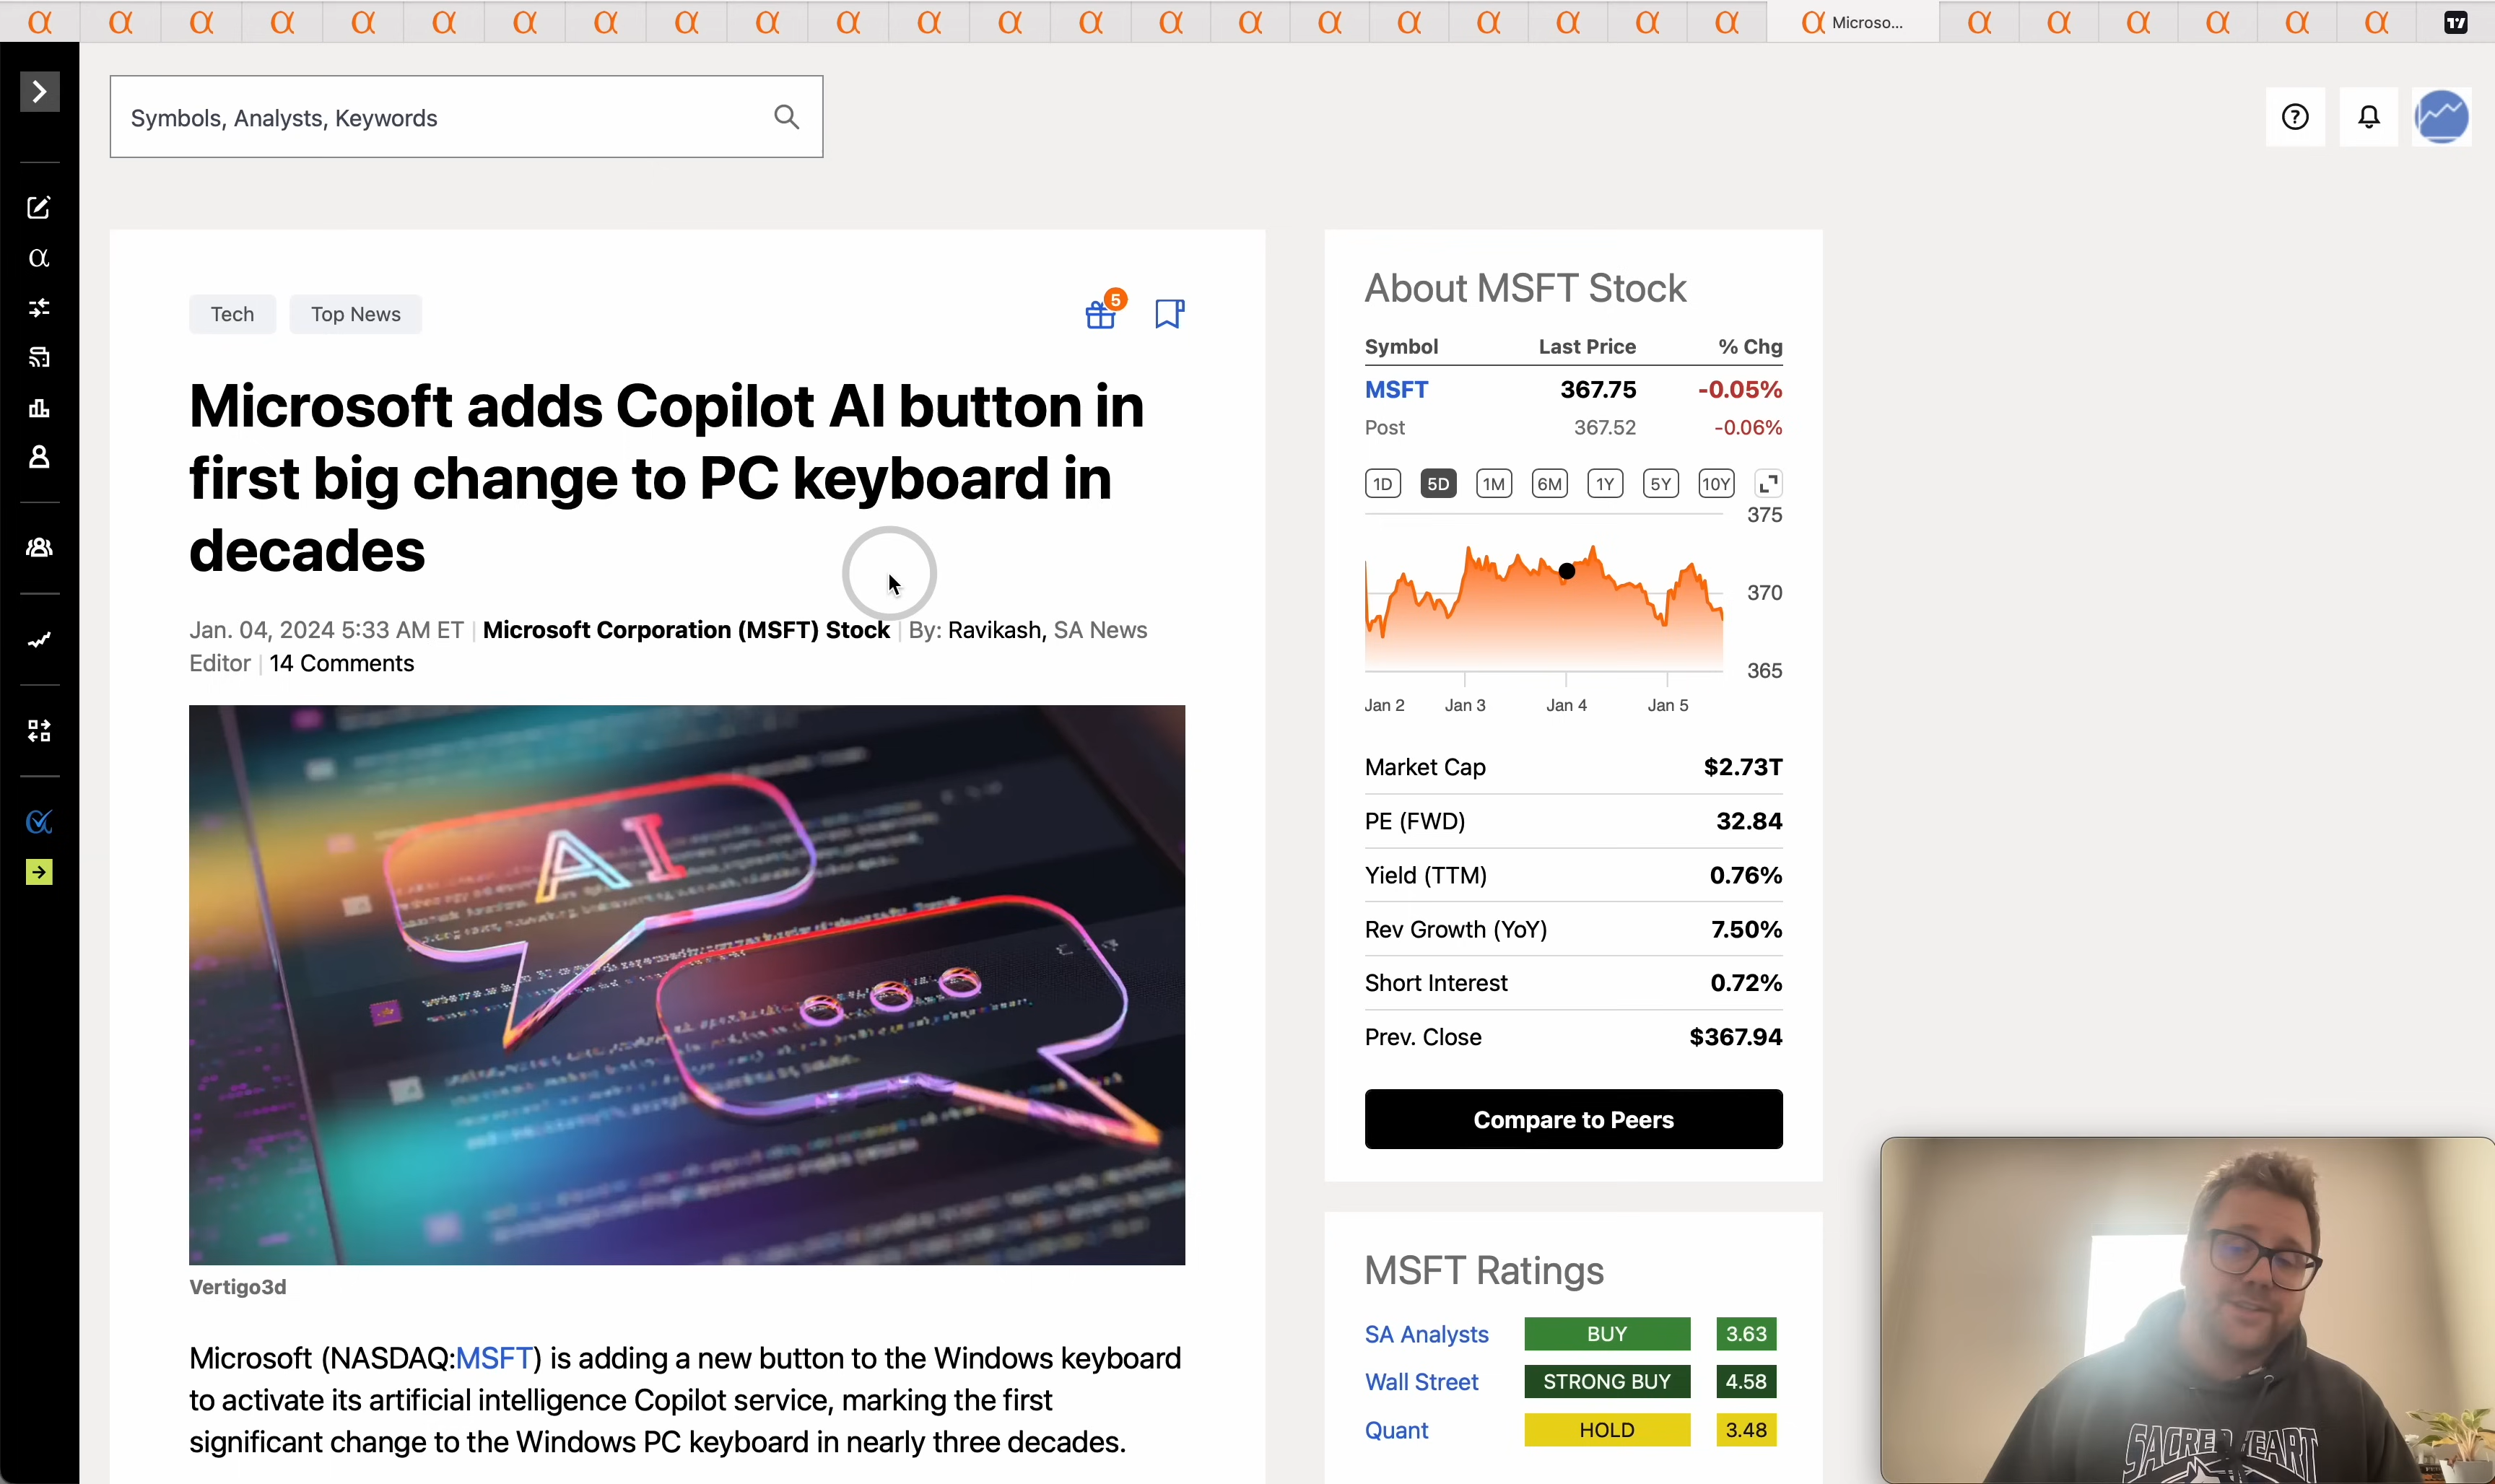 Microso...
Symbols, Analysts, Keywords
Tech
Top News
5
Microsoft adds Copilot AI button in
first big change to PC keyboard in
decades
Jan. 04, 2024 5:33 AM ET | Microsoft Corporation (MSFT) Stock | By: Ravikash, SA News
Editor | 14 Comments
AI
Vertigo3d
Microsoft (NASDAQ:MSFT) is adding a new button to the Windows keyboard
to activate its artificial intelligence Copilot service, marking the first
significant change to the Windows PC keyboard in nearly three decades.
About MSFT Stock
Symbol Last Price % Chg
MSFT 367.75 -0.05%
Post 367.52 -0.06%
1D 5D 1M 6M 1Y 5Y 10Y
375
370
365
Jan 2 Jan 3 Jan 4 Jan 5
Market Cap $2.73T
PE (FWD) 32.84
Yield (TTM) 0.76%
Rev Growth (YoY) 7.50%
Short Interest 0.72%
Prev. Close $367.94
Compare to Peers
MSFT Ratings
SA Analysts BUY 3.63
Wall Street STRONG BUY 4.58
Quant HOLD 3.48
SACRED HEART